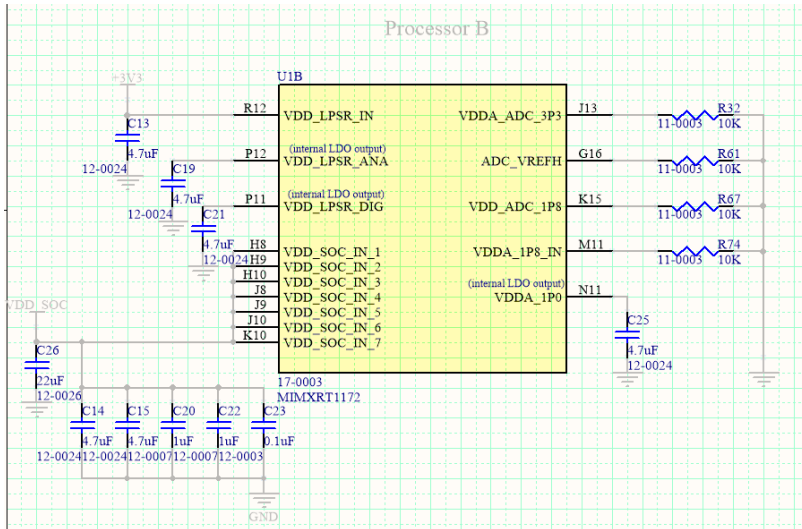 Processor B
U1B
+3V3
R12 VDD_LPSR_IN VDDA_ADC_3P3 J13 R32
C13 11-0003 10K
4.7uF (internal LDO output)
12-0024 P12 VDD_LPSR_ANA ADC_VREFH G16 R61
C19 11-0003 10K
4.7uF (internal LDO output)
12-0024 P11 VDD_LPSR_DIG VDD_ADC_1P8 K15 R67
C21 11-0003 10K
4.7uF
12-0024
H8 VDD_SOC_IN_1 VDDA_1P8_IN M11 R74
H9 VDD_SOC_IN_2 11-0003 10K
H10 VDD_SOC_IN_3 (internal LDO output)
J8 VDD_SOC_IN_4 VDDA_1P0 N11
J9 VDD_SOC_IN_5
J10 VDD_SOC_IN_6
K10 VDD_SOC_IN_7
VDD_SOC
C25
4.7uF
12-0024
C26
22uF
12-0026
17-0003
MIMXRT1172
C14 C15 C20 C22 C23
4.7uF 4.7uF 1uF 1uF 0.1uF
12-0024 12-0024 12-0007 12-0007 12-0003
GND